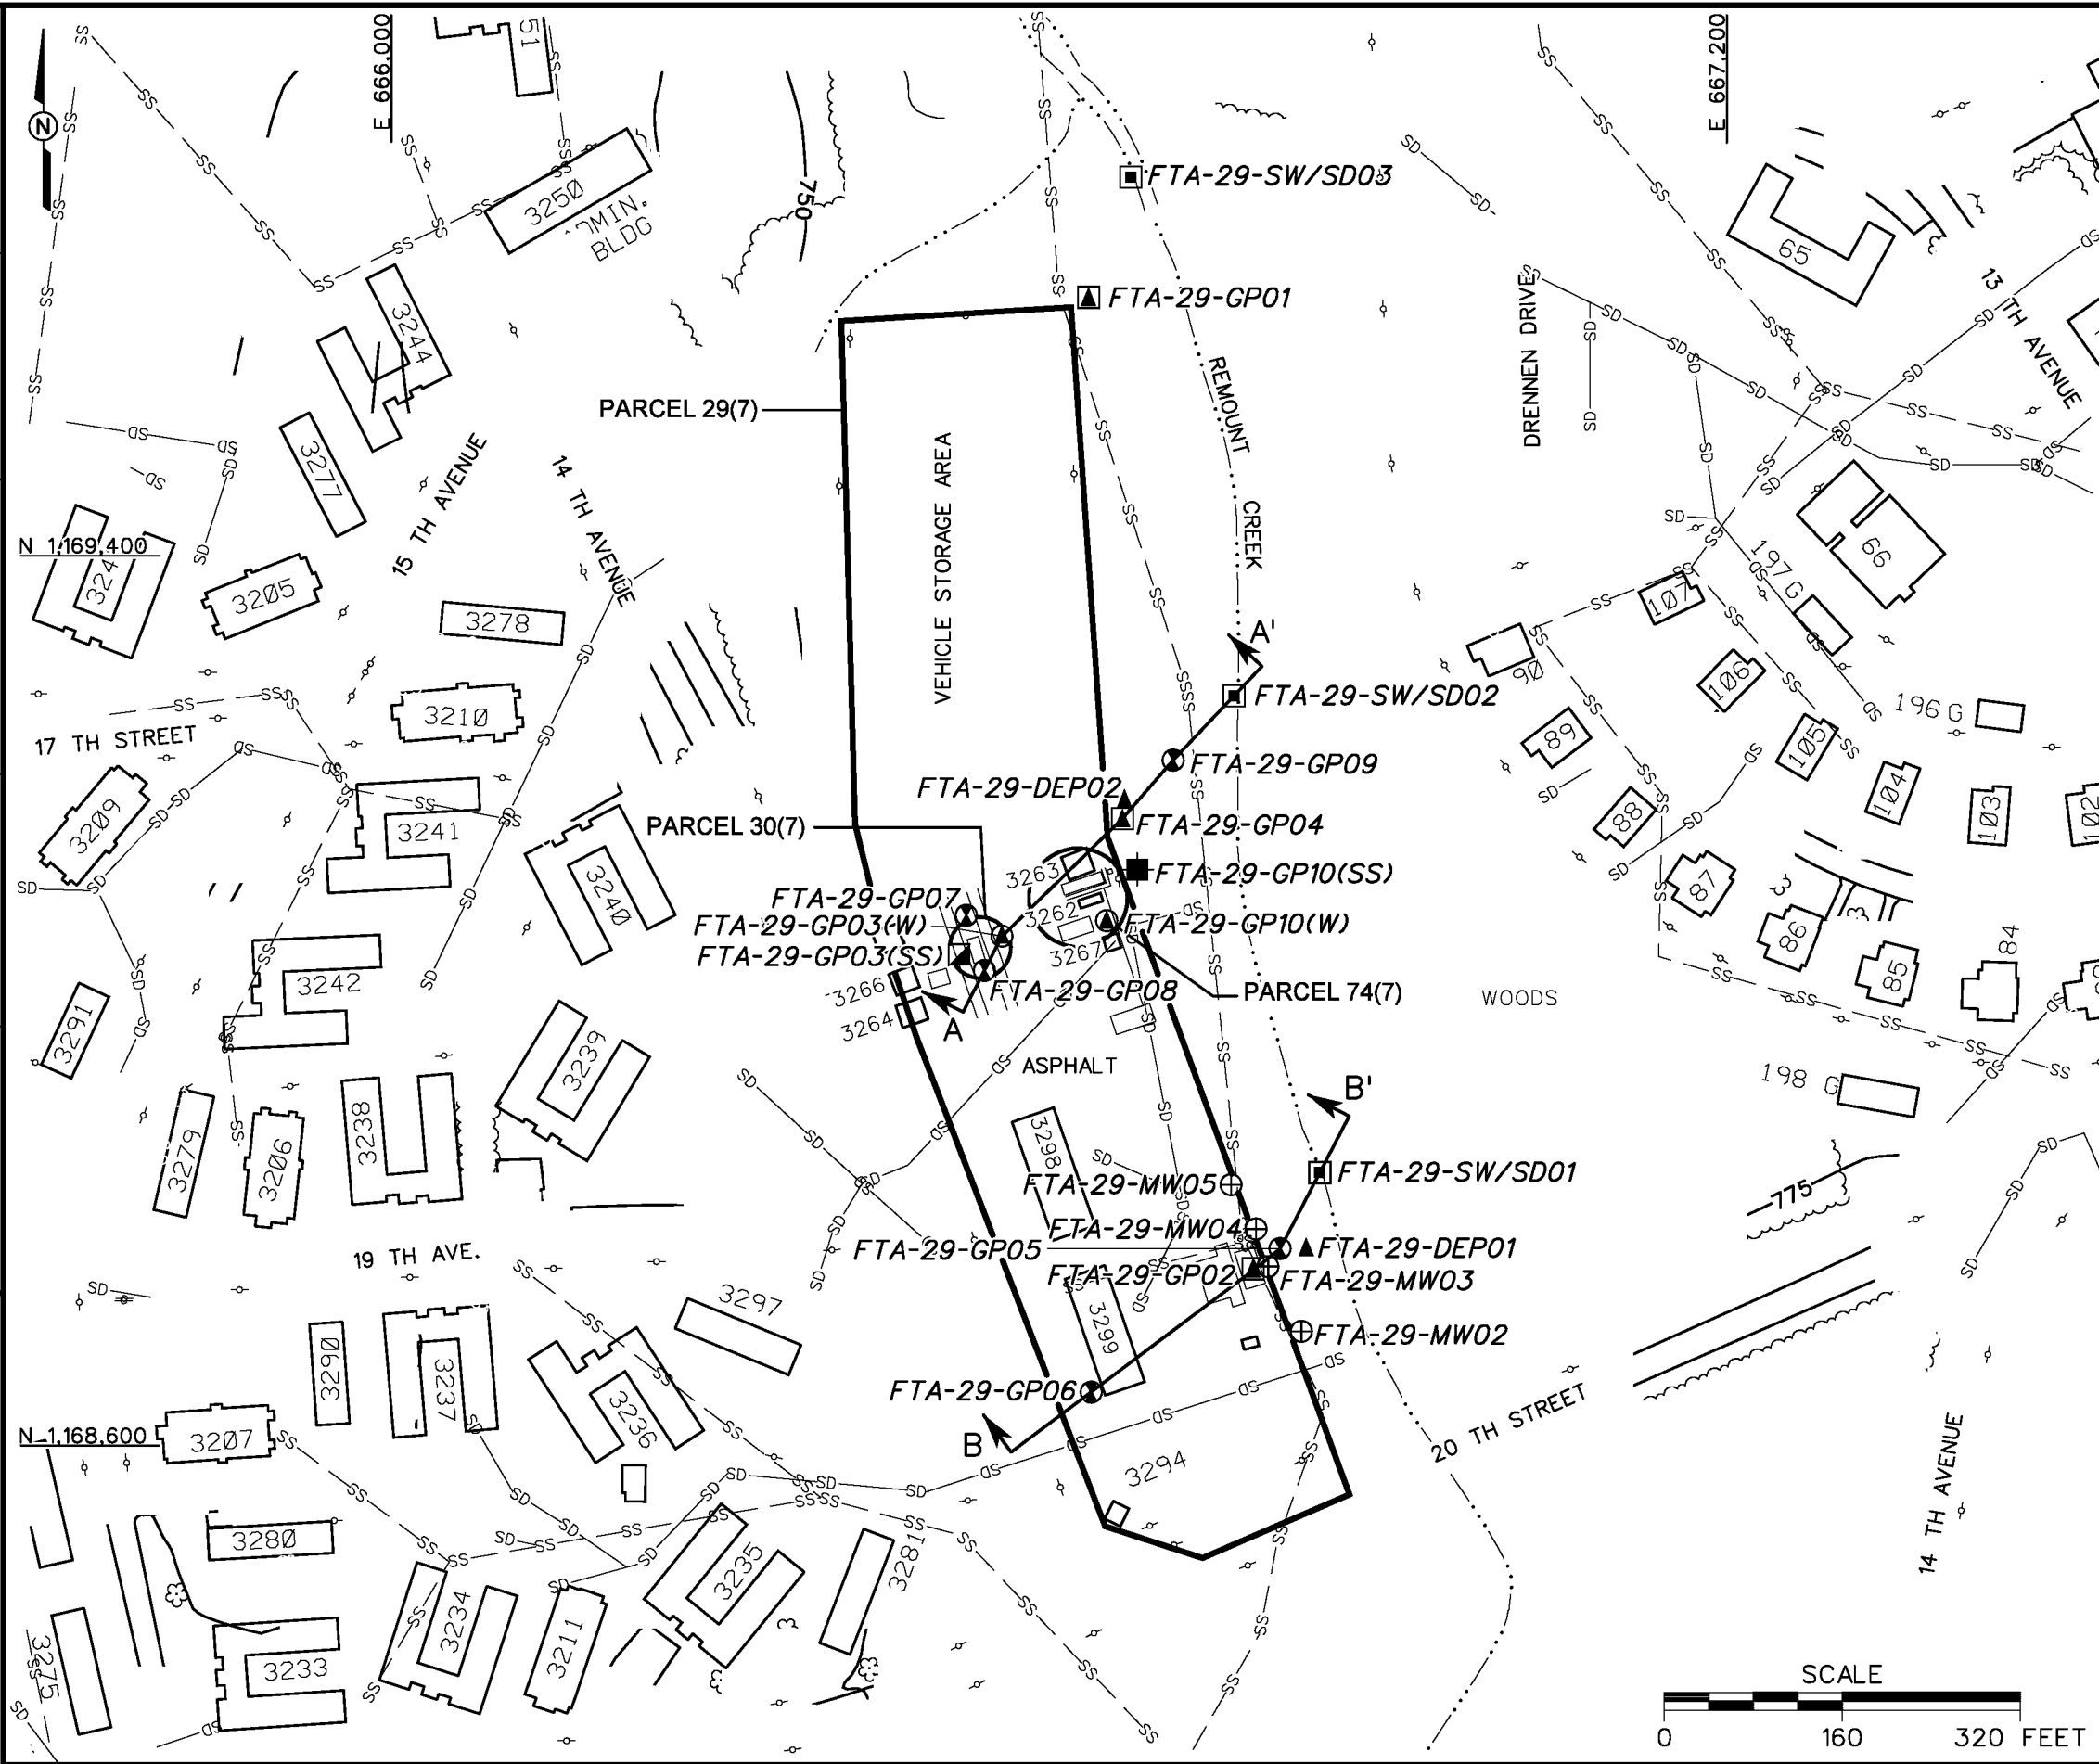 E 666,000
51
E 667,200
N
3250
BLDG
750
FTA-29-SW/SD03
65
13 TH AVENUE
FTA-29-GP01
3244
DRENNEN DRIVE
REMOUNT
CREEK
PARCEL 29(7)
VEHICLE STORAGE AREA
3277
15 TH AVENUE
14 TH AVENUE
N 1,169,400
324
3205
3278
66
197 G
107
A'
90
106
FTA-29-SW/SD02
196 G
3210
17 TH STREET
89
105
FTA-29-GP09
FTA-29-DEP02
104
103
102
3209
3241
PARCEL 30(7)
FTA-29-GP04
88
3263
FTA-29-GP10(SS)
87
3240
FTA-29-GP07
3262
FTA-29-GP03(W)
FTA-29-GP10(W)
86
84
FTA-29-GP03(SS)
3267
85
3242
3266
FTA-29-GP08
PARCEL 74(7)
WOODS
3264
A
3291
3239
ASPHALT
198 G
B'
3279
3206
3238
3298
FTA-29-SW/SD01
FTA-29-MW05
775
FTA-29-MW04
19 TH AVE.
FTA-29-GP05
FTA-29-DEP01
FTA-29-GP02
FTA-29-MW03
3297
3299
3290
3237
FTA-29-MW02
3236
FTA-29-GP06
20 TH STREET
N 1,168,600
3207
B
3294
14 TH AVENUE
3280
3235
3281
3234
3211
3275
3233
SCALE
0 160 320 FEET